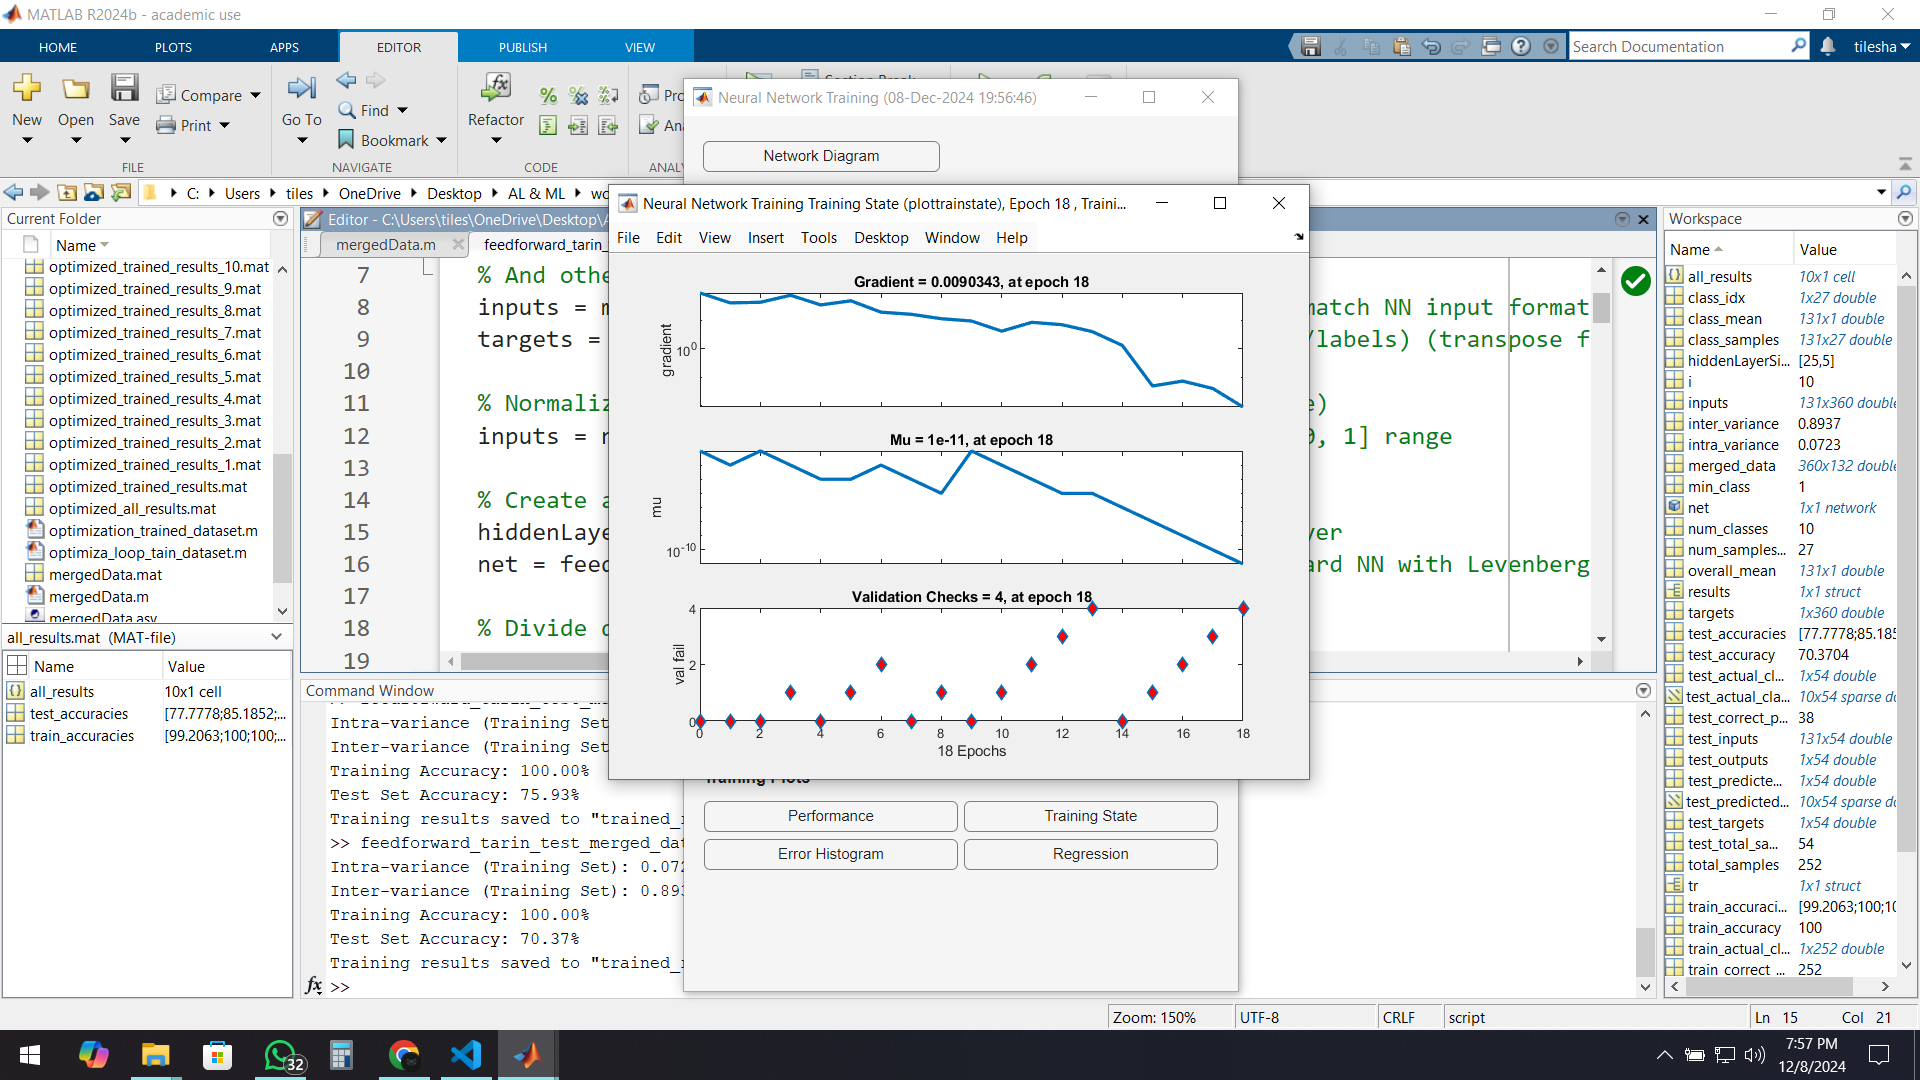 MATLAB R2024b - academic use
HOME PLOTS APPS EDITOR PUBLISH VIEW
Search Documentation
tilesha
New Open Save Compare Print
Go To Find Bookmark
Refactor
FILE NAVIGATE CODE
C: Users tiles OneDrive Desktop AL & ML
Current Folder
Name
optimized_trained_results_10.mat
optimized_trained_results_9.mat
optimized_trained_results_8.mat
optimized_trained_results_7.mat
optimized_trained_results_6.mat
optimized_trained_results_5.mat
optimized_trained_results_4.mat
optimized_trained_results_3.mat
optimized_trained_results_2.mat
optimized_trained_results_1.mat
optimized_trained_results.mat
optimized_all_results.mat
optimization_trained_dataset.m
optimiza_loop_tain_dataset.m
mergedData.mat
mergedData.m
mergedData.asv
all_results.mat (MAT-file)
Name Value
all_results 10x1 cell
test_accuracies [77.7778;85.1852;...
train_accuracies [99.2063;100;100;...
Editor - C:\Users\tiles\OneDrive\Desktop\
mergedData.m feedforward_tarin_
7 % And othe
8 inputs = m match NN input format
9 targets = /labels) (transpose f
10
11 % Normaliz e)
12 inputs = n 0, 1] range
13
14 % Create a
15 hiddenLaye er
16 net = feed ard NN with Levenberg
17
18 % Divide d
19
Command Window
Intra-variance (Training Set
Inter-variance (Training Set
Training Accuracy: 100.00%
Test Set Accuracy: 75.93%
Training results saved to "trained_
>> feedforward_tarin_test_merged_dat
Intra-variance (Training Set): 0.072
Inter-variance (Training Set): 0.893
Training Accuracy: 100.00%
Test Set Accuracy: 70.37%
Training results saved to "trained_
fx >>
Neural Network Training (08-Dec-2024 19:56:46)
Network Diagram
Neural Network Training Training State (plottrainstate), Epoch 18 , Traini...
File Edit View Insert Tools Desktop Window Help
Gradient = 0.0090343, at epoch 18
gradient
10^0
Mu = 1e-11, at epoch 18
mu
10^-10
Validation Checks = 4, at epoch 18
val fail
4
2
0
0 2 4 6 8 10 12 14 16 18
18 Epochs
Training Plots
Performance Training State
Error Histogram Regression
Workspace
Name Value
all_results 10x1 cell
class_idx 1x27 double
class_mean 131x1 double
class_samples 131x27 double
hiddenLayerSi... [25,5]
i 10
inputs 131x360 double
inter_variance 0.8937
intra_variance 0.0723
merged_data 360x132 double
min_class 1
net 1x1 network
num_classes 10
num_samples... 27
overall_mean 131x1 double
results 1x1 struct
targets 1x360 double
test_accuracies [77.7778;85.185
test_accuracy 70.3704
test_actual_cl... 1x54 double
test_actual_cla... 10x54 sparse do
test_correct_p... 38
test_inputs 131x54 double
test_outputs 1x54 double
test_predicte... 1x54 double
test_predicted... 10x54 sparse do
test_targets 1x54 double
test_total_sa... 54
total_samples 252
tr 1x1 struct
train_accuraci... [99.2063;100;10
train_accuracy 100
train_actual_cl... 1x252 double
train_correct_... 252
Zoom: 150% UTF-8 CRLF script Ln 15 Col 21
32
7:57 PM
12/8/2024